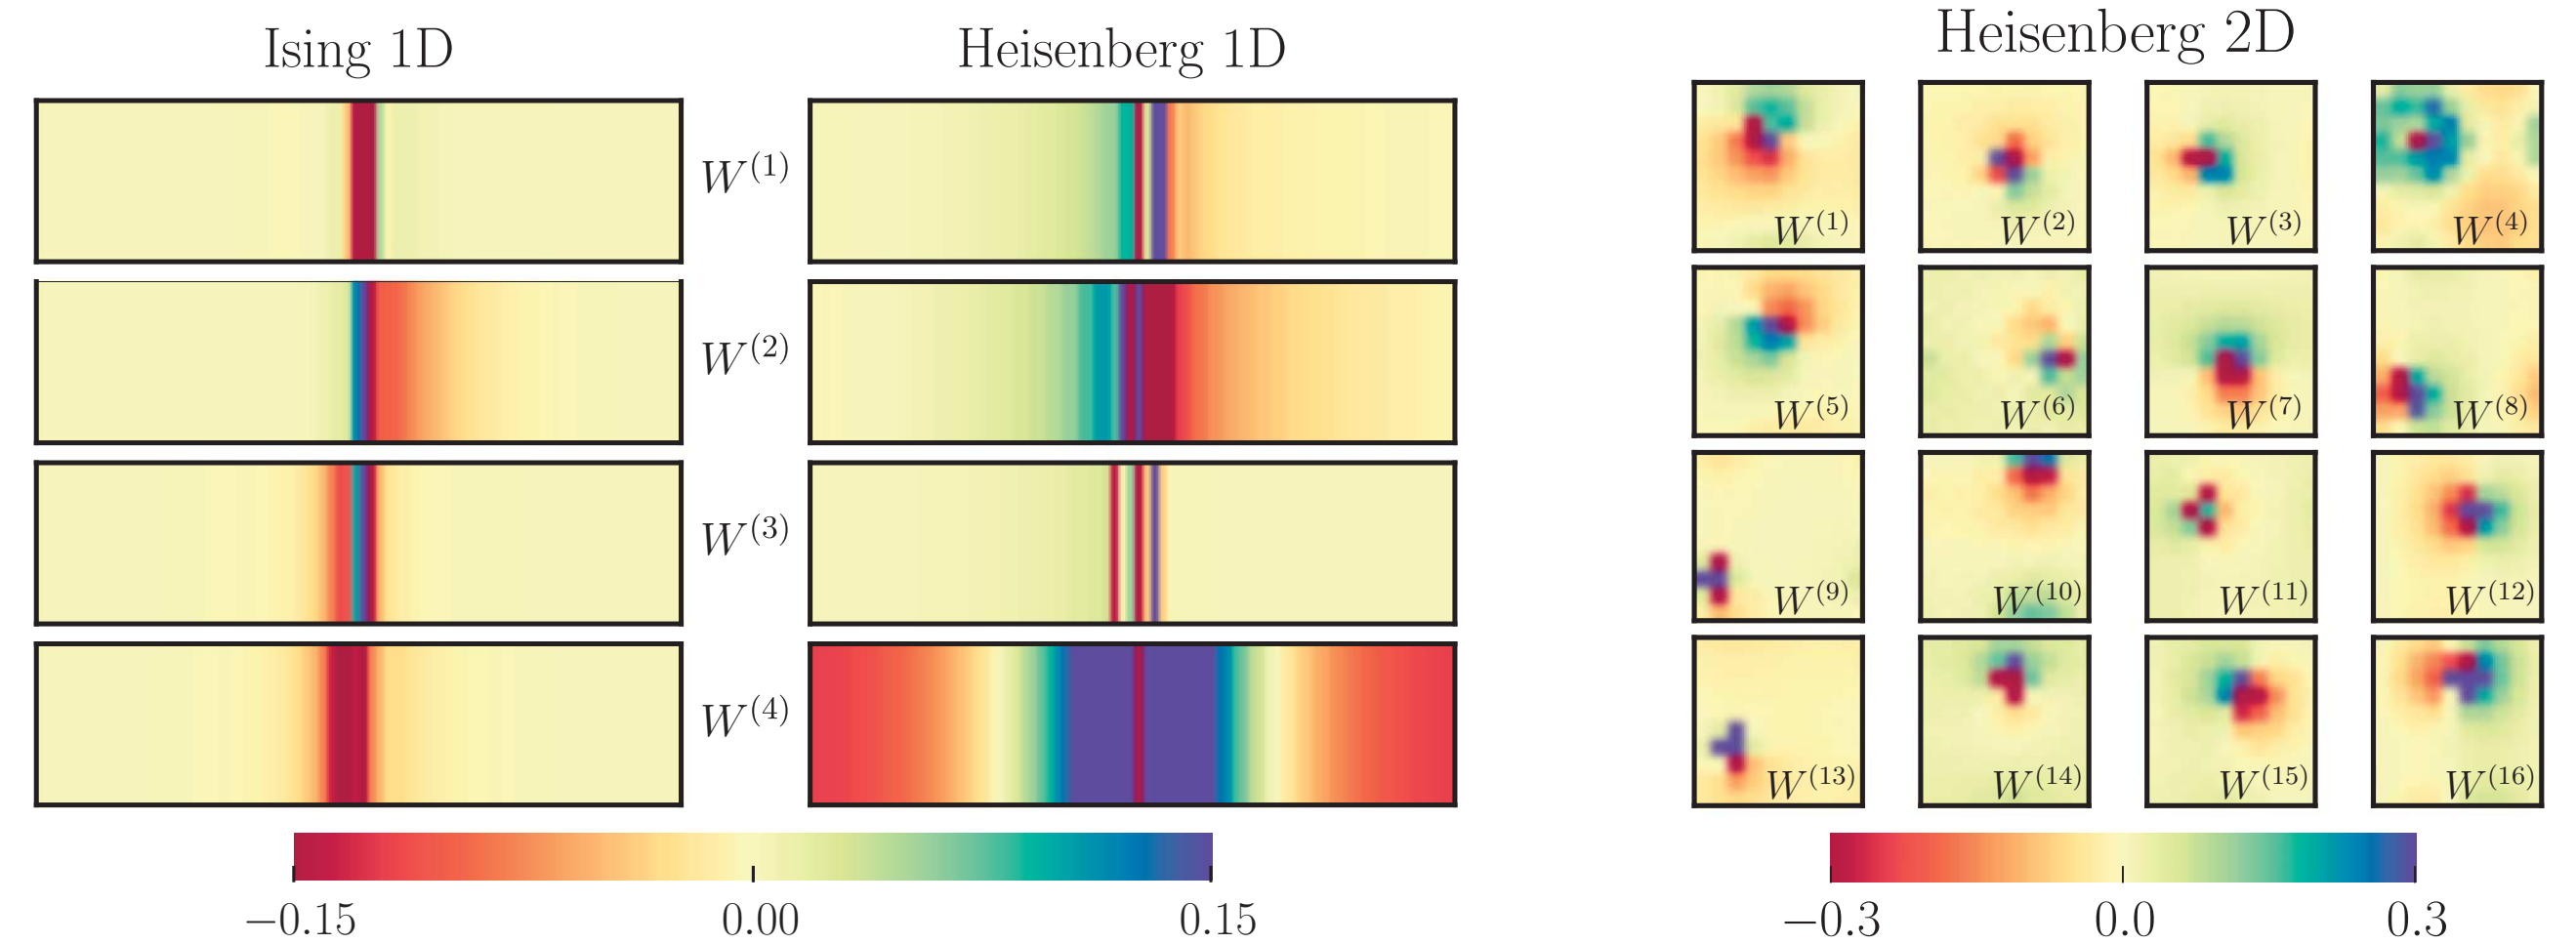 Ising 1D
Heisenberg 1D
Heisenberg 2D
W^(1)
W^(2)
W^(3)
W^(4)
−0.15 0.00 0.15
W^(1) W^(2) W^(3) W^(4)
W^(5) W^(6) W^(7) W^(8)
W^(9) W^(10) W^(11) W^(12)
W^(13) W^(14) W^(15) W^(16)
−0.3 0.0 0.3